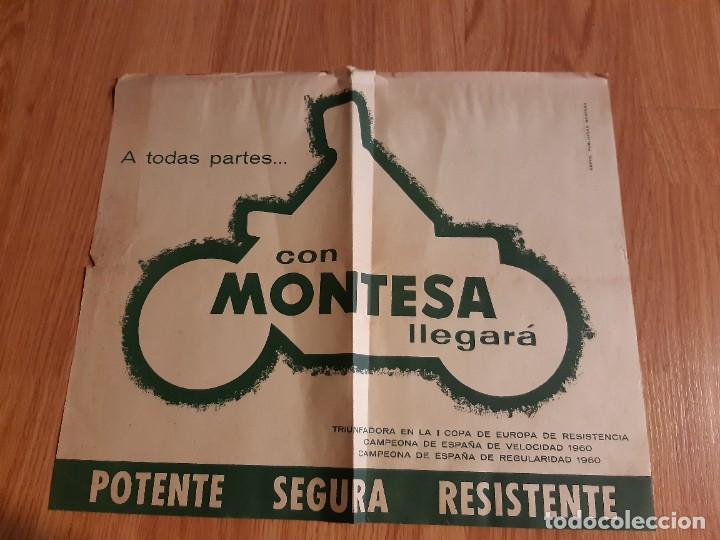 A todas partes...
con
MONTESA
llegará
TRIUNFADORA EN LA I COPA DE EUROPA DE RESISTENCIA
CAMPEONA DE ESPAÑA DE VELOCIDAD 1960
CAMPEONA DE ESPAÑA DE REGULARIDAD 1960
POTENTE SEGURA RESISTENTE
todocoleccion.net